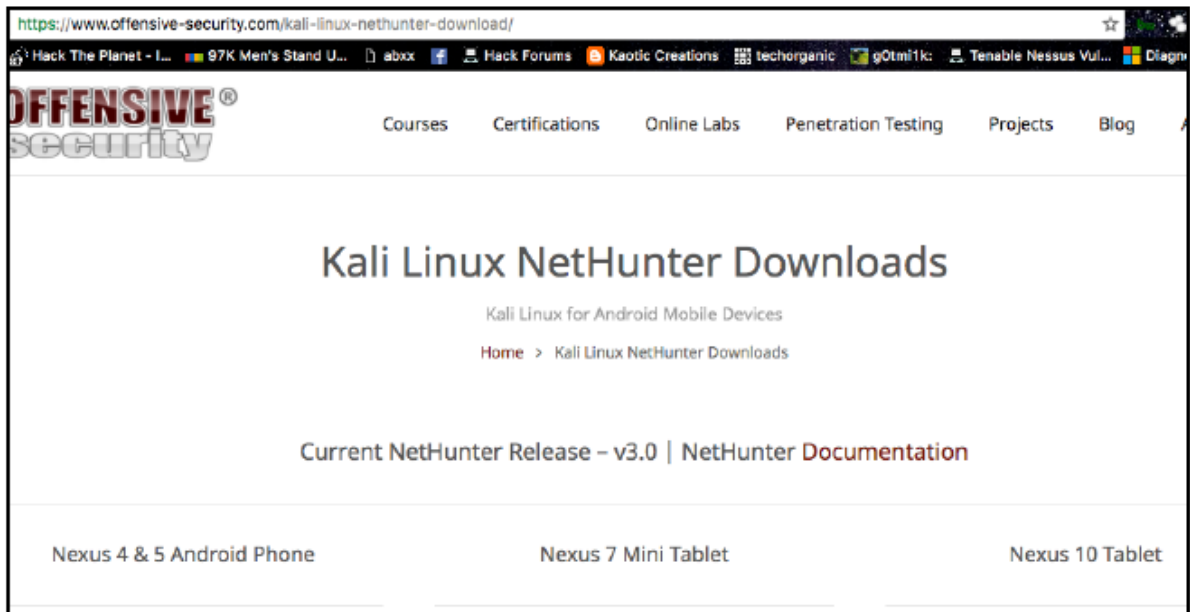 https://www.offensive-security.com/kali-linux-nethunter-download/
Hack The Planet - I... 97K Men's Stand U... abxx Hack Forums Kaotic Creations techorganic g0tmi1k: Tenable Nessus Vul... Diagn
OFFENSIVE®
security
Courses Certifications Online Labs Penetration Testing Projects Blog
Kali Linux NetHunter Downloads
Kali Linux for Android Mobile Devices
Home > Kali Linux NetHunter Downloads
Current NetHunter Release – v3.0 | NetHunter Documentation
Nexus 4 & 5 Android Phone Nexus 7 Mini Tablet Nexus 10 Tablet